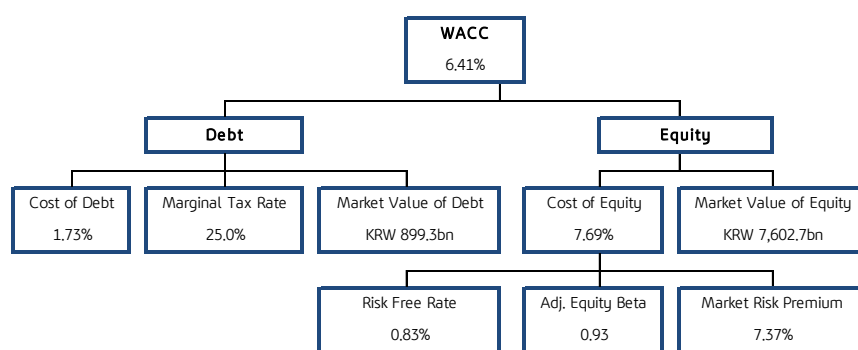 WACC
6.41%
Debt
Equity
Cost of Debt
1.73%
Marginal Tax Rate
25.0%
Market Value of Debt
KRW 899.3bn
Cost of Equity
7.69%
Market Value of Equity
KRW 7,602.7bn
Risk Free Rate
0.83%
Adj. Equity Beta
0.93
Market Risk Premium
7.37%